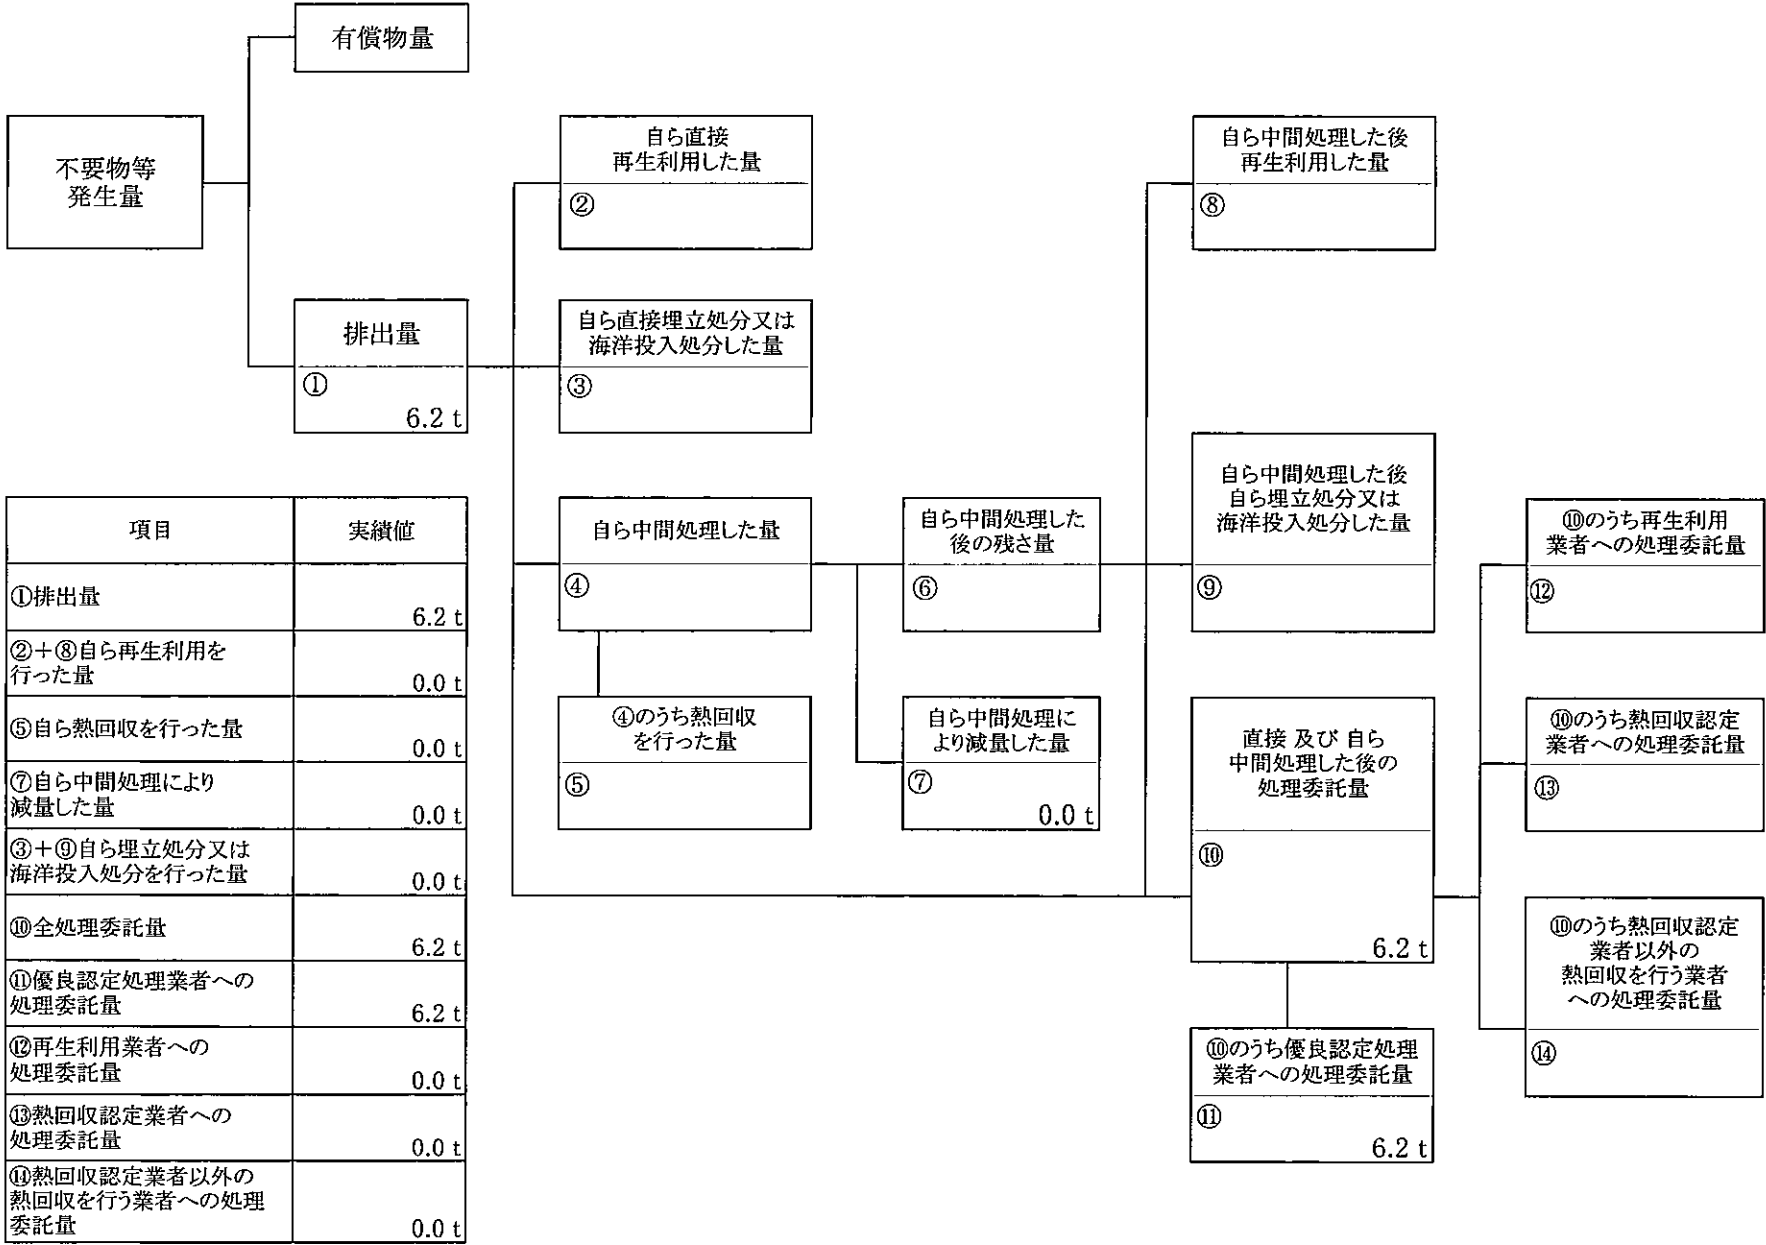 有償物量
不要物等
発生量
排出量
①
6.2 t
自ら直接
再生利用した量
②
自ら直接埋立処分又は
海洋投入処分した量
③
自ら中間処理した量
④
④のうち熱回収
を行った量
⑤
自ら中間処理した
後の残さ量
⑥
自ら中間処理に
より減量した量
⑦
0.0 t
自ら中間処理した後
再生利用した量
⑧
自ら中間処理した後
自ら埋立処分又は
海洋投入処分した量
⑨
直接 及び 自ら
中間処理した後の
処理委託量
⑩
6.2 t
⑩のうち優良認定処理
業者への処理委託量
⑪
6.2 t
⑩のうち再生利用
業者への処理委託量
⑫
⑩のうち熱回収認定
業者への処理委託量
⑬
⑩のうち熱回収認定
業者以外の
熱回収を行う業者
への処理委託量
⑭
項目 実績値
①排出量
6.2 t
②+⑧自ら再生利用を
行った量
0.0 t
⑤自ら熱回収を行った量
0.0 t
⑦自ら中間処理により
減量した量
0.0 t
③+⑨自ら埋立処分又は
海洋投入処分を行った量
0.0 t
⑩全処理委託量
6.2 t
⑪優良認定処理業者への
処理委託量
6.2 t
⑫再生利用業者への
処理委託量
0.0 t
⑬熱回収認定業者への
処理委託量
0.0 t
⑭熱回収認定業者以外の
熱回収を行う業者への処理
委託量
0.0 t